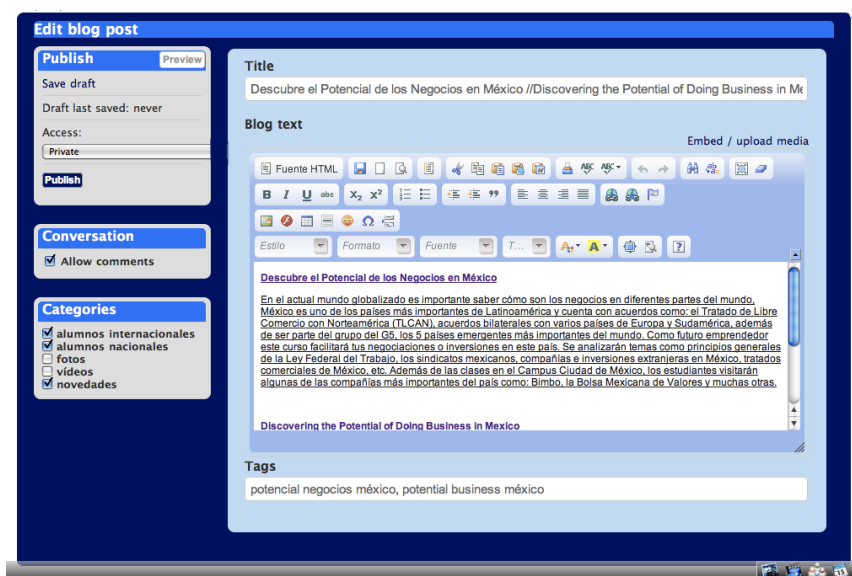 Edit blog post
Publish
Preview
Save draft
Draft last saved: never
Access:
Private
Publish
Conversation
Allow comments
Categories
alumnos internacionales
alumnos nacionales
fotos
vídeos
novedades
Title
Descubre el Potencial de los Negocios en México //Discovering the Potential of Doing Business in Me
Blog text
Embed / upload media
Fuente HTML
B I U abc X₂ X²
Estilo Formato Fuente T...
Descubre el Potencial de los Negocios en México
En el actual mundo globalizado es importante saber cómo son los negocios en diferentes partes del mundo,
México es uno de los países más importantes de Latinoamérica y cuenta con acuerdos como: el Tratado de Libre
Comercio con Norteamérica (TLCAN), acuerdos bilaterales con varios países de Europa y Sudamérica, además
de ser parte del grupo del G5, los 5 países emergentes más importantes del mundo. Como futuro emprendedor
este curso facilitará tus negociaciones o inversiones en este país. Se analizarán temas como principios generales
de la Ley Federal del Trabajo, los sindicatos mexicanos, compañías e inversiones extranjeras en México, tratados
comerciales de México, etc. Además de las clases en el Campus Ciudad de México, los estudiantes visitarán
algunas de las compañías más importantes del país como: Bimbo, la Bolsa Mexicana de Valores y muchas otras.
Discovering the Potential of Doing Business in Mexico
Tags
potencial negocios méxico, potential business méxico